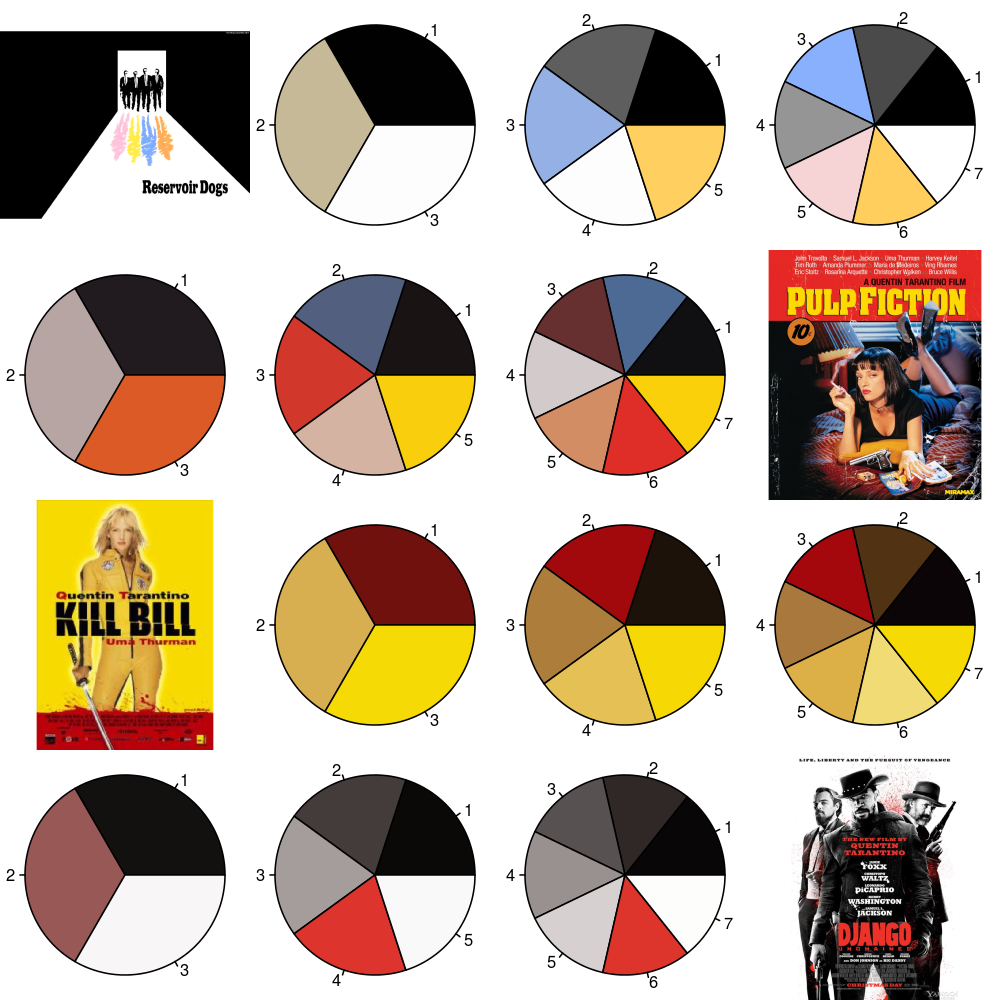 Reservoir Dogs
1
2
3
1
2
3
4
5
1
2
3
4
5
6
7
1
2
3
1
2
3
4
5
1
2
3
4
5
6
7
John Travolta Samuel L. Jackson Uma Thurman Harvey Keitel
Tim Roth Amanda Plummer Maria de Medeiros Ving Rhames
Eric Stoltz Rosanna Arquette Christopher Walken Bruce Willis
A QUENTIN TARANTINO FILM
PULP FICTION
10¢
MIRAMAX
Quentin Tarantino
KILL BILL
Uma Thurman
1
2
3
1
2
3
4
5
1
2
3
4
5
6
7
1
2
3
1
2
3
4
5
1
2
3
4
5
6
7
LIFE, LIBERTY AND THE PURSUIT OF VENGEANCE
THE NEW FILM BY
QUENTIN
TARANTINO
JAMIE
FOXX
CHRISTOPH
WALTZ
LEONARDO
DiCAPRIO
KERRY
WASHINGTON
SAMUEL L.
JACKSON
DJANGO
UNCHAINED
CHRISTMAS DAY
YAHOO!